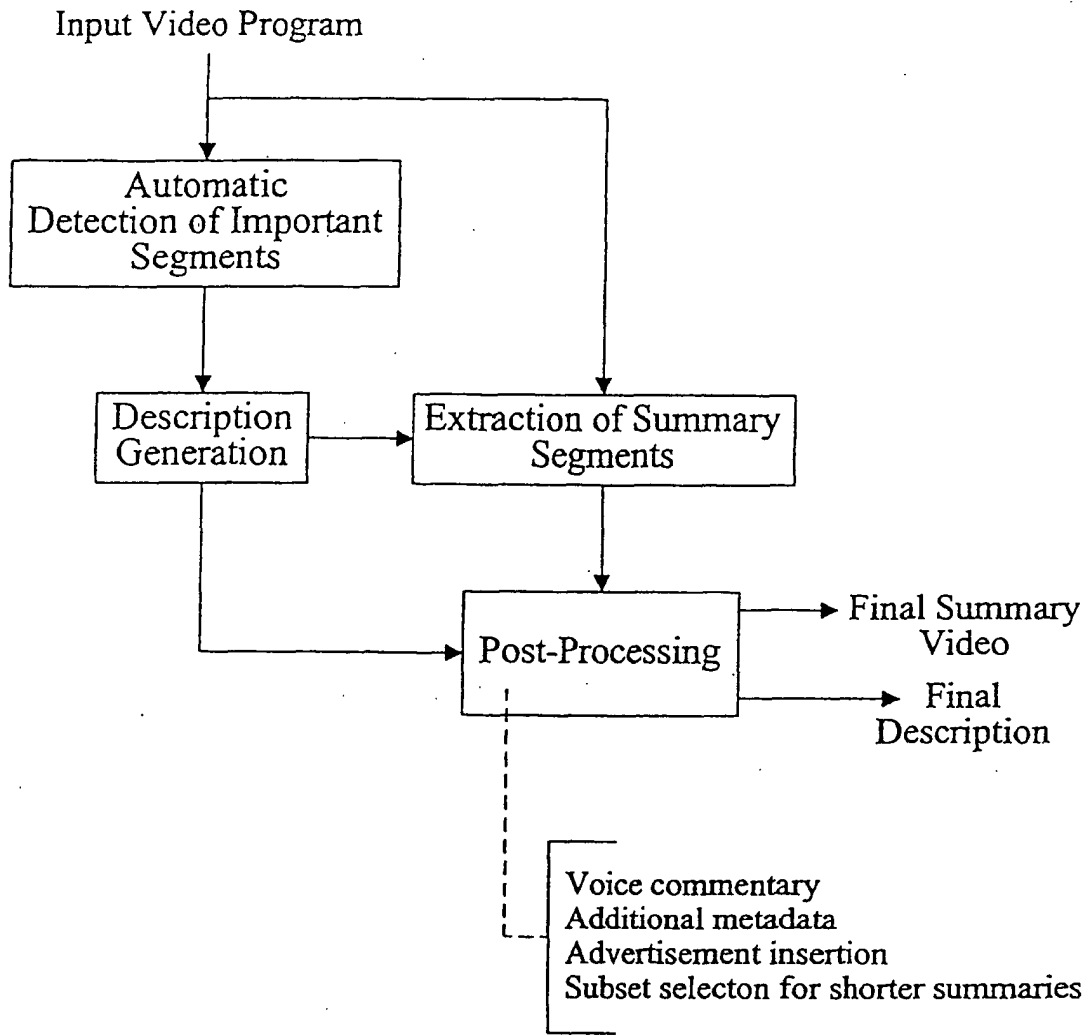 Input Video Program
Automatic
Detection of Important
Segments
Description
Generation
Extraction of Summary
Segments
Post-Processing
Final Summary
Video
Final
Description
Voice commentary
Additional metadata
Advertisement insertion
Subset selecton for shorter summaries